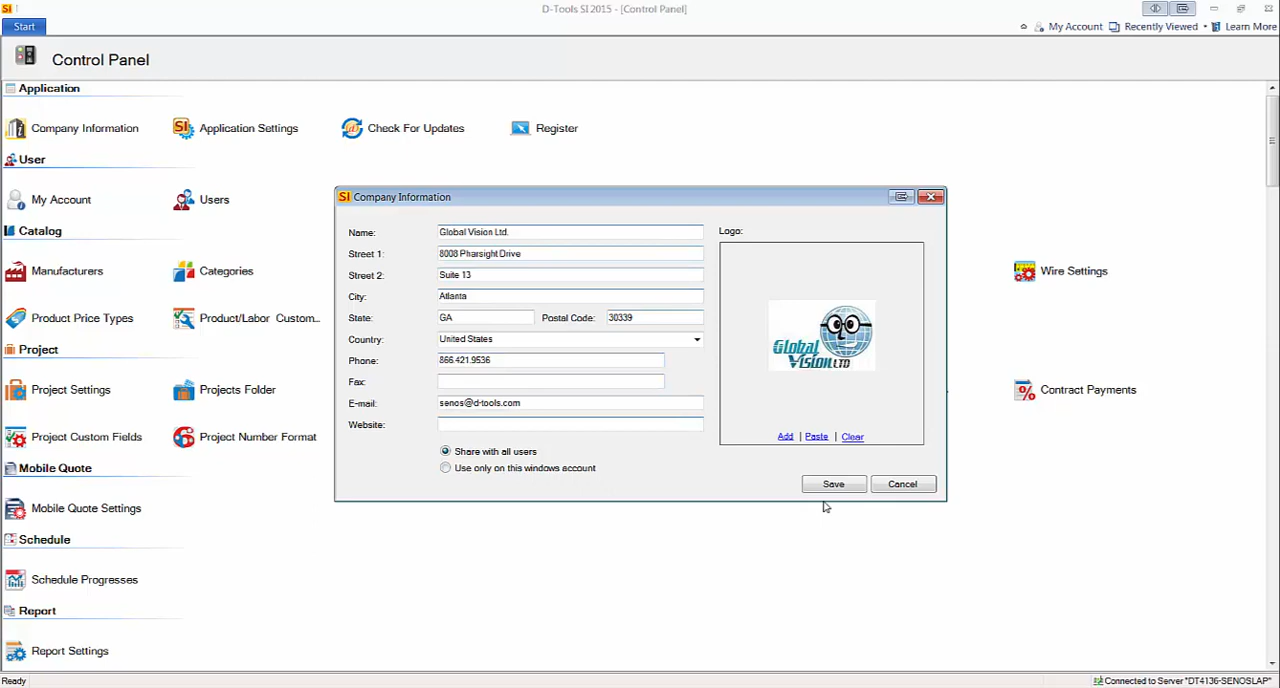 SI
D-Tools SI 2015 - [Control Panel]
Start
My Account Recently Viewed Learn More
Control Panel
Application
Company Information
SI Application Settings
Check For Updates
Register
User
My Account
Users
Catalog
Manufacturers
Categories
Wire Settings
Product Price Types
Product/Labor Custom...
Project
Project Settings
Projects Folder
Contract Payments
Project Custom Fields
Project Number Format
Mobile Quote
Mobile Quote Settings
Schedule
Schedule Progresses
Report
Report Settings
SI Company Information
Name: Global Vision Ltd.
Street 1: 8008 Pharsight Drive
Street 2: Suite 13
City: Atlanta
State: GA Postal Code: 30339
Country: United States
Phone: 866.421.9536
Fax:
E-mail: senos@d-tools.com
Website:
Share with all users
Use only on this windows account
Logo:
Global
Vision LTD
Add | Paste | Clear
Save Cancel
Ready
Connected to Server "DT4136-SENOSLAP"